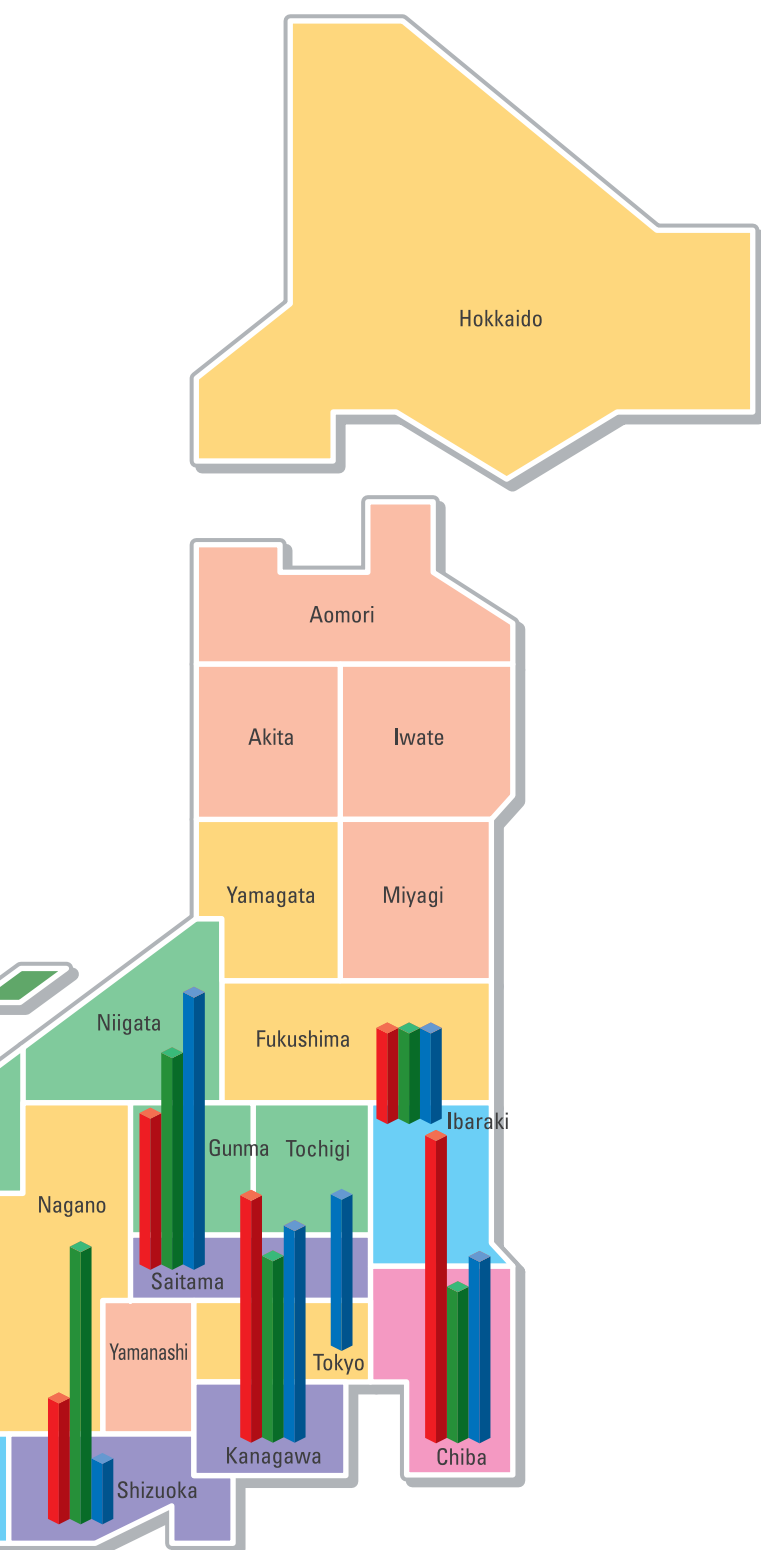 Hokkaido
Aomori
Akita
Iwate
Yamagata
Miyagi
Niigata
Fukushima
Ibaraki
Gunma
Tochigi
Nagano
Saitama
Yamanashi
Tokyo
Kanagawa
Chiba
Shizuoka